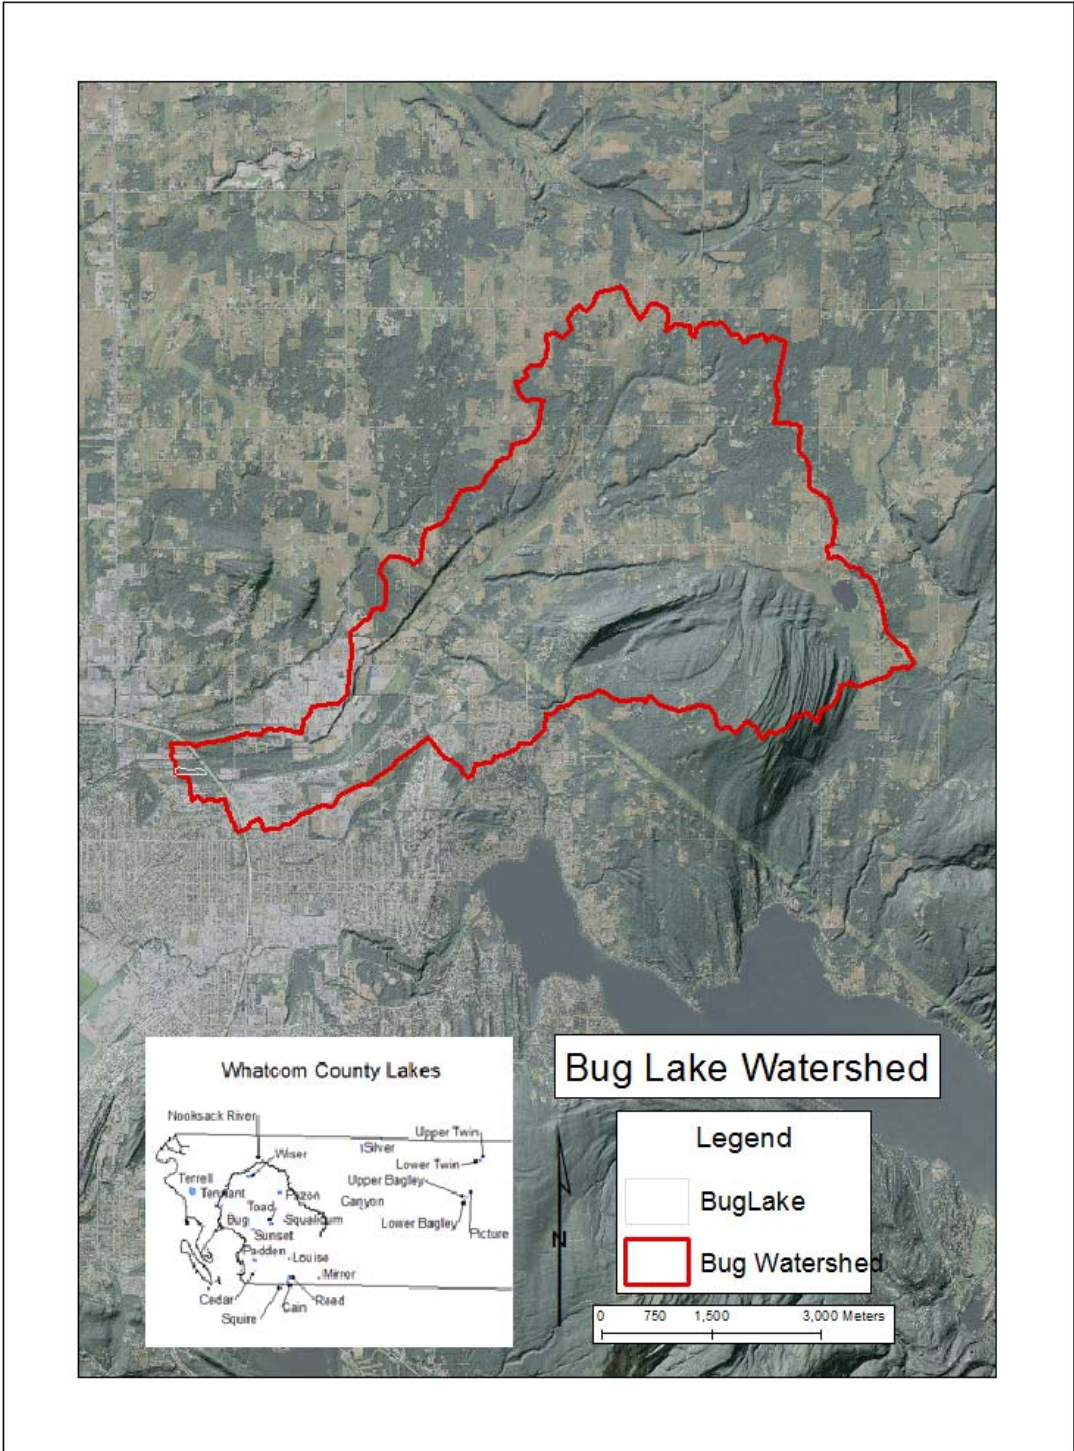 Whatcom County Lakes
Nooksack River
Upper Twin
Silver
Wiser
Lower Twin
Terrell
Upper Bagley
Tennant
Fazon
Canyon
Toad
Bug
Squalicum
Lower Bagley
Picture
Sunset
Padden
Louise
Mirror
Cedar
Reed
Cain
Squire
Bug Lake Watershed
Legend
BugLake
Bug Watershed
N
0 750 1,500 3,000 Meters